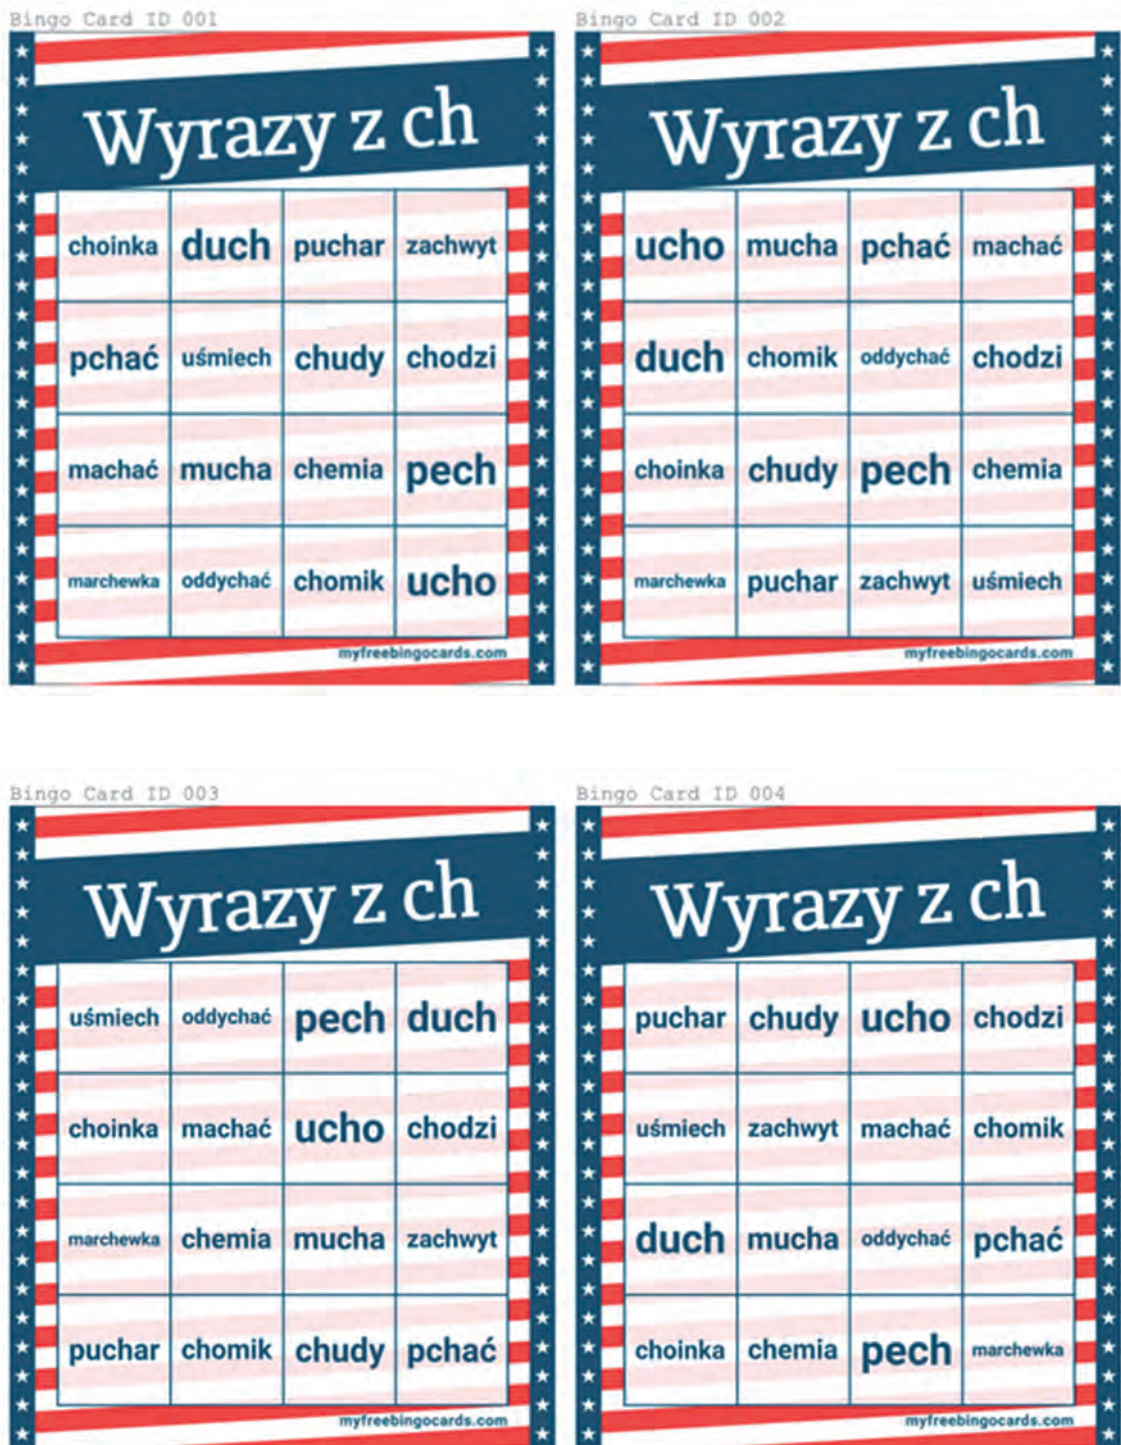 Bingo Card ID 001
Wyrazy z ch
choinka duch puchar zachwyt
pchać uśmiech chudy chodzi
machać mucha chemia pech
marchewka oddychać chomik ucho
myfreebingocards.com
Bingo Card ID 002
Wyrazy z ch
ucho mucha pchać machać
duch chomik oddychać chodzi
choinka chudy pech chemia
marchewka puchar zachwyt uśmiech
myfreebingocards.com
Bingo Card ID 003
Wyrazy z ch
uśmiech oddychać pech duch
choinka machać ucho chodzi
marchewka chemia mucha zachwyt
puchar chomik chudy pchać
myfreebingocards.com
Bingo Card ID 004
Wyrazy z ch
puchar chudy ucho chodzi
uśmiech zachwyt machać chomik
duch mucha oddychać pchać
choinka chemia pech marchewka
myfreebingocards.com